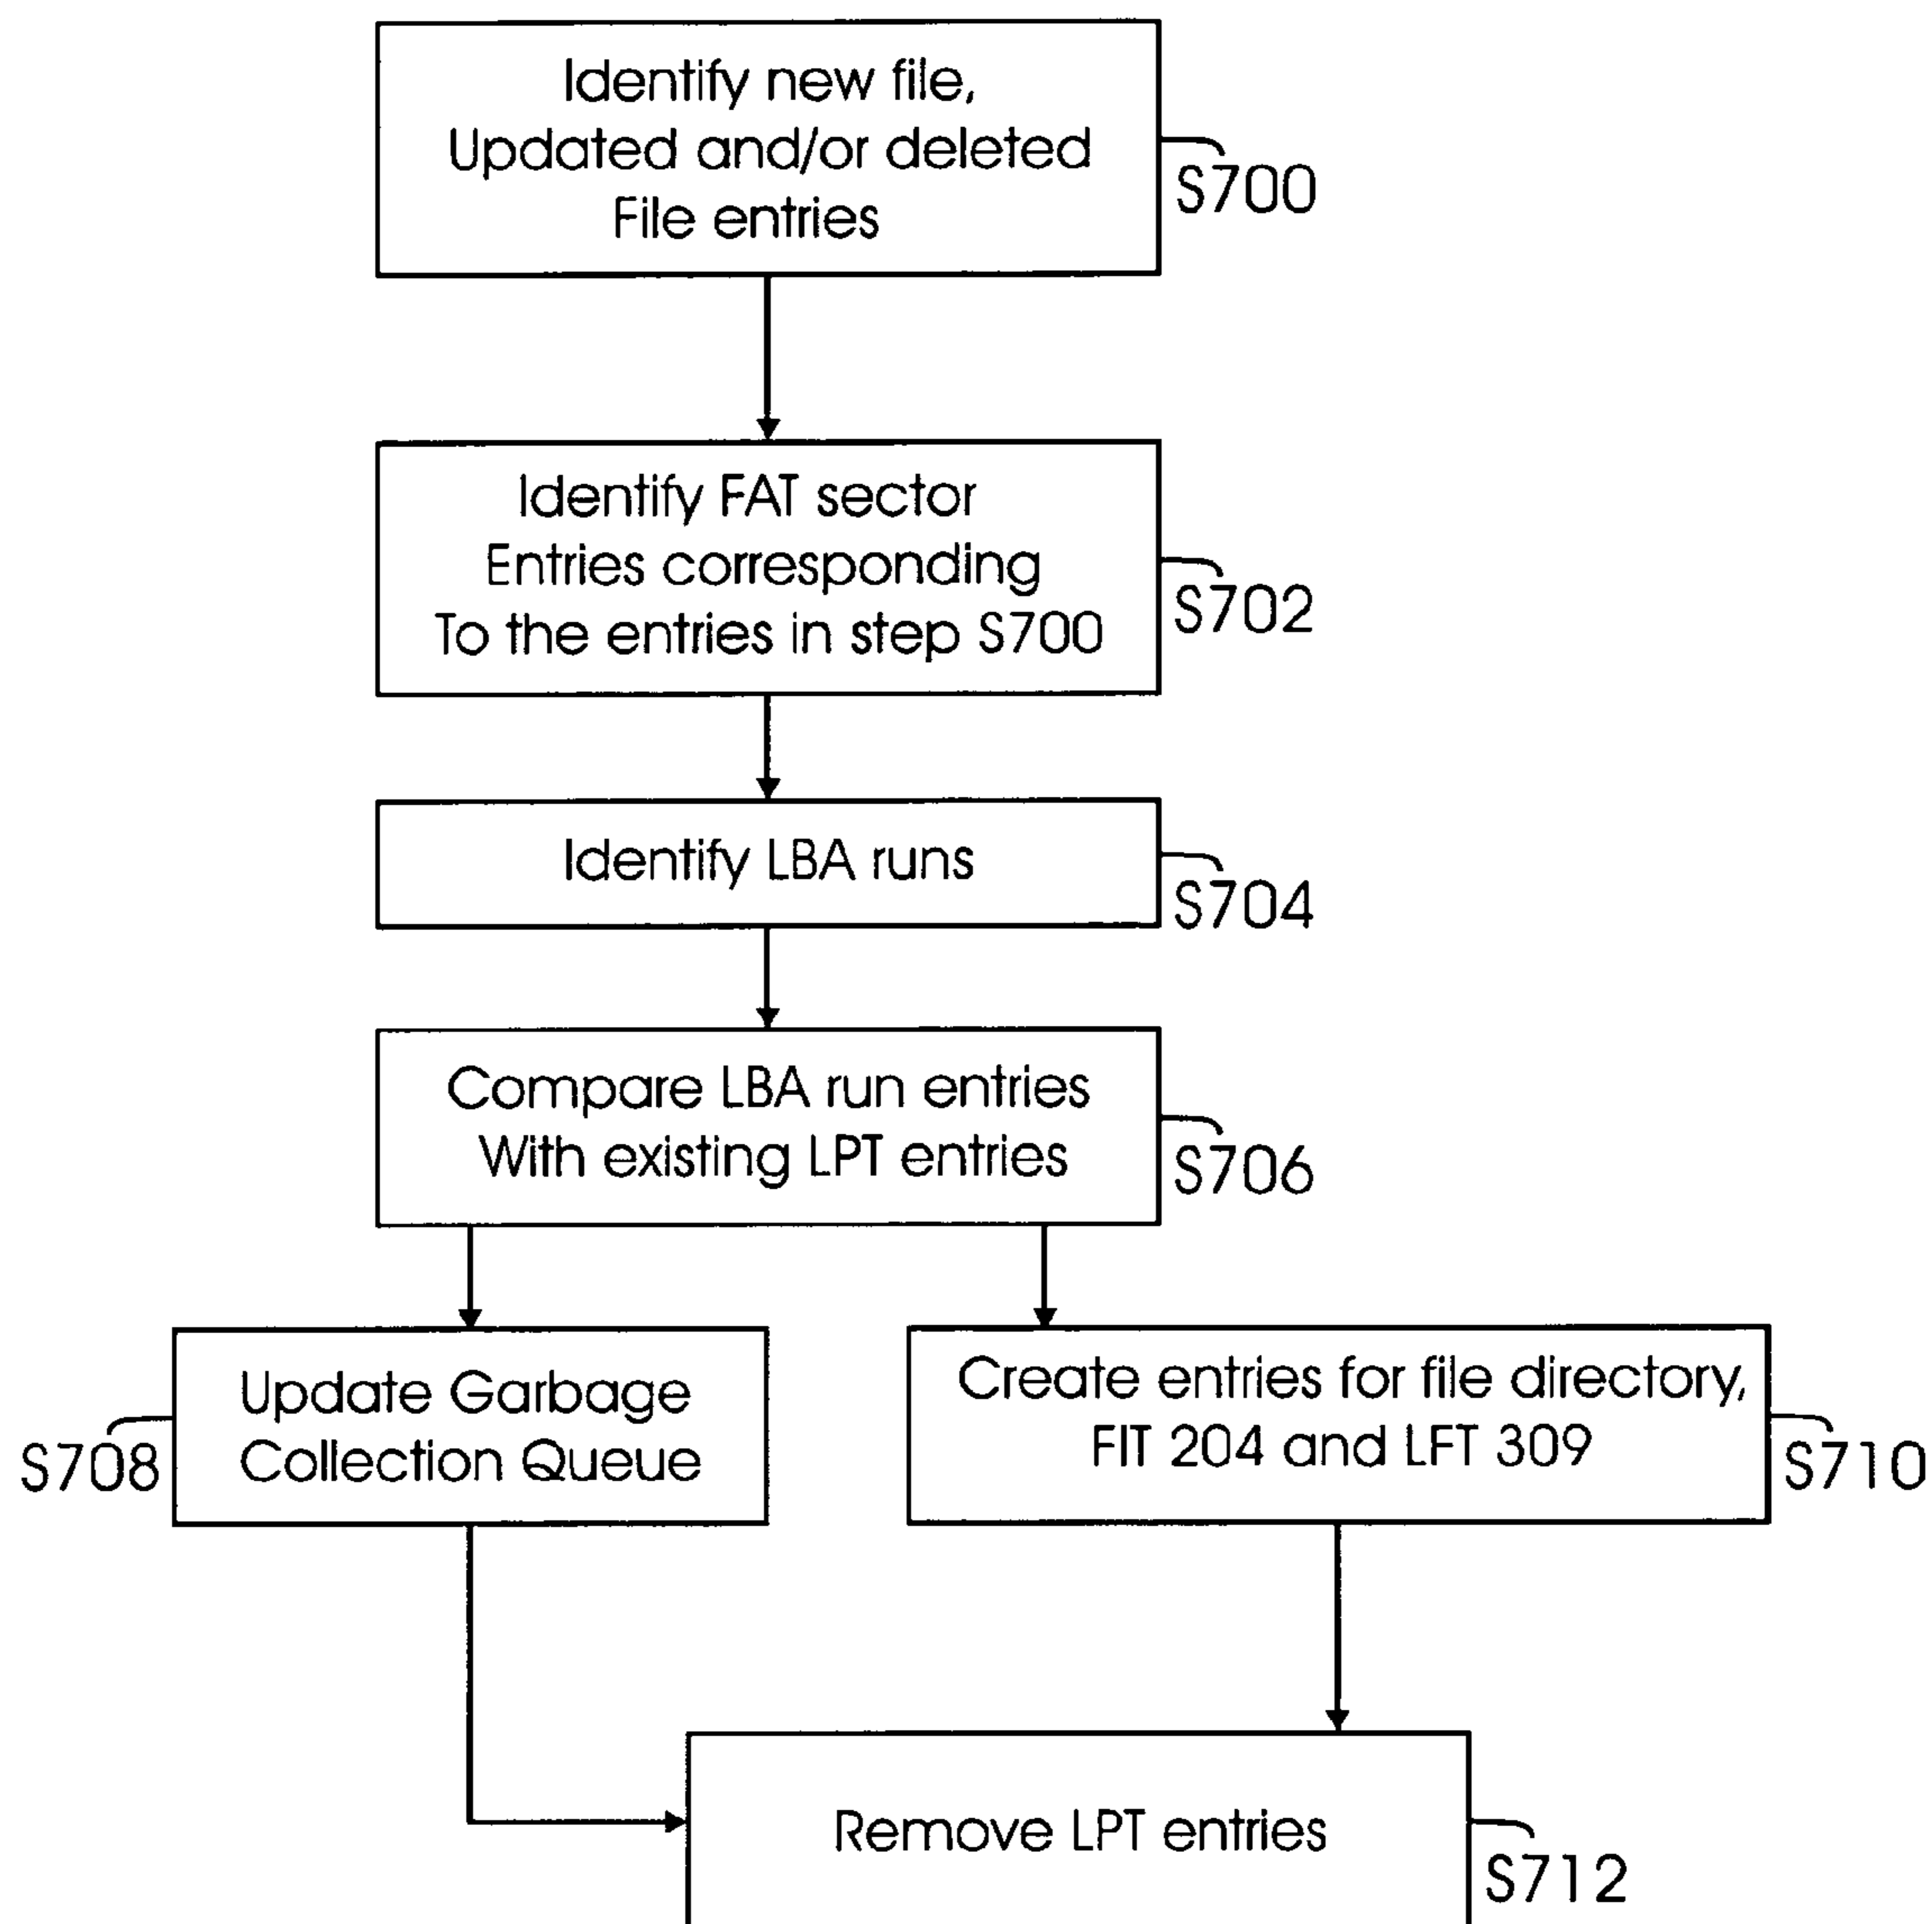 Identify new file,
Updated and/or deleted
File entries
S700
Identify FAT sector
Entries corresponding
To the entries in step S700
S702
Identify LBA runs
S704
Compare LBA run entries
With existing LPT entries
S706
Update Garbage
Collection Queue
S708
Create entries for file directory,
FIT 204 and LFT 309
S710
Remove LPT entries
S712